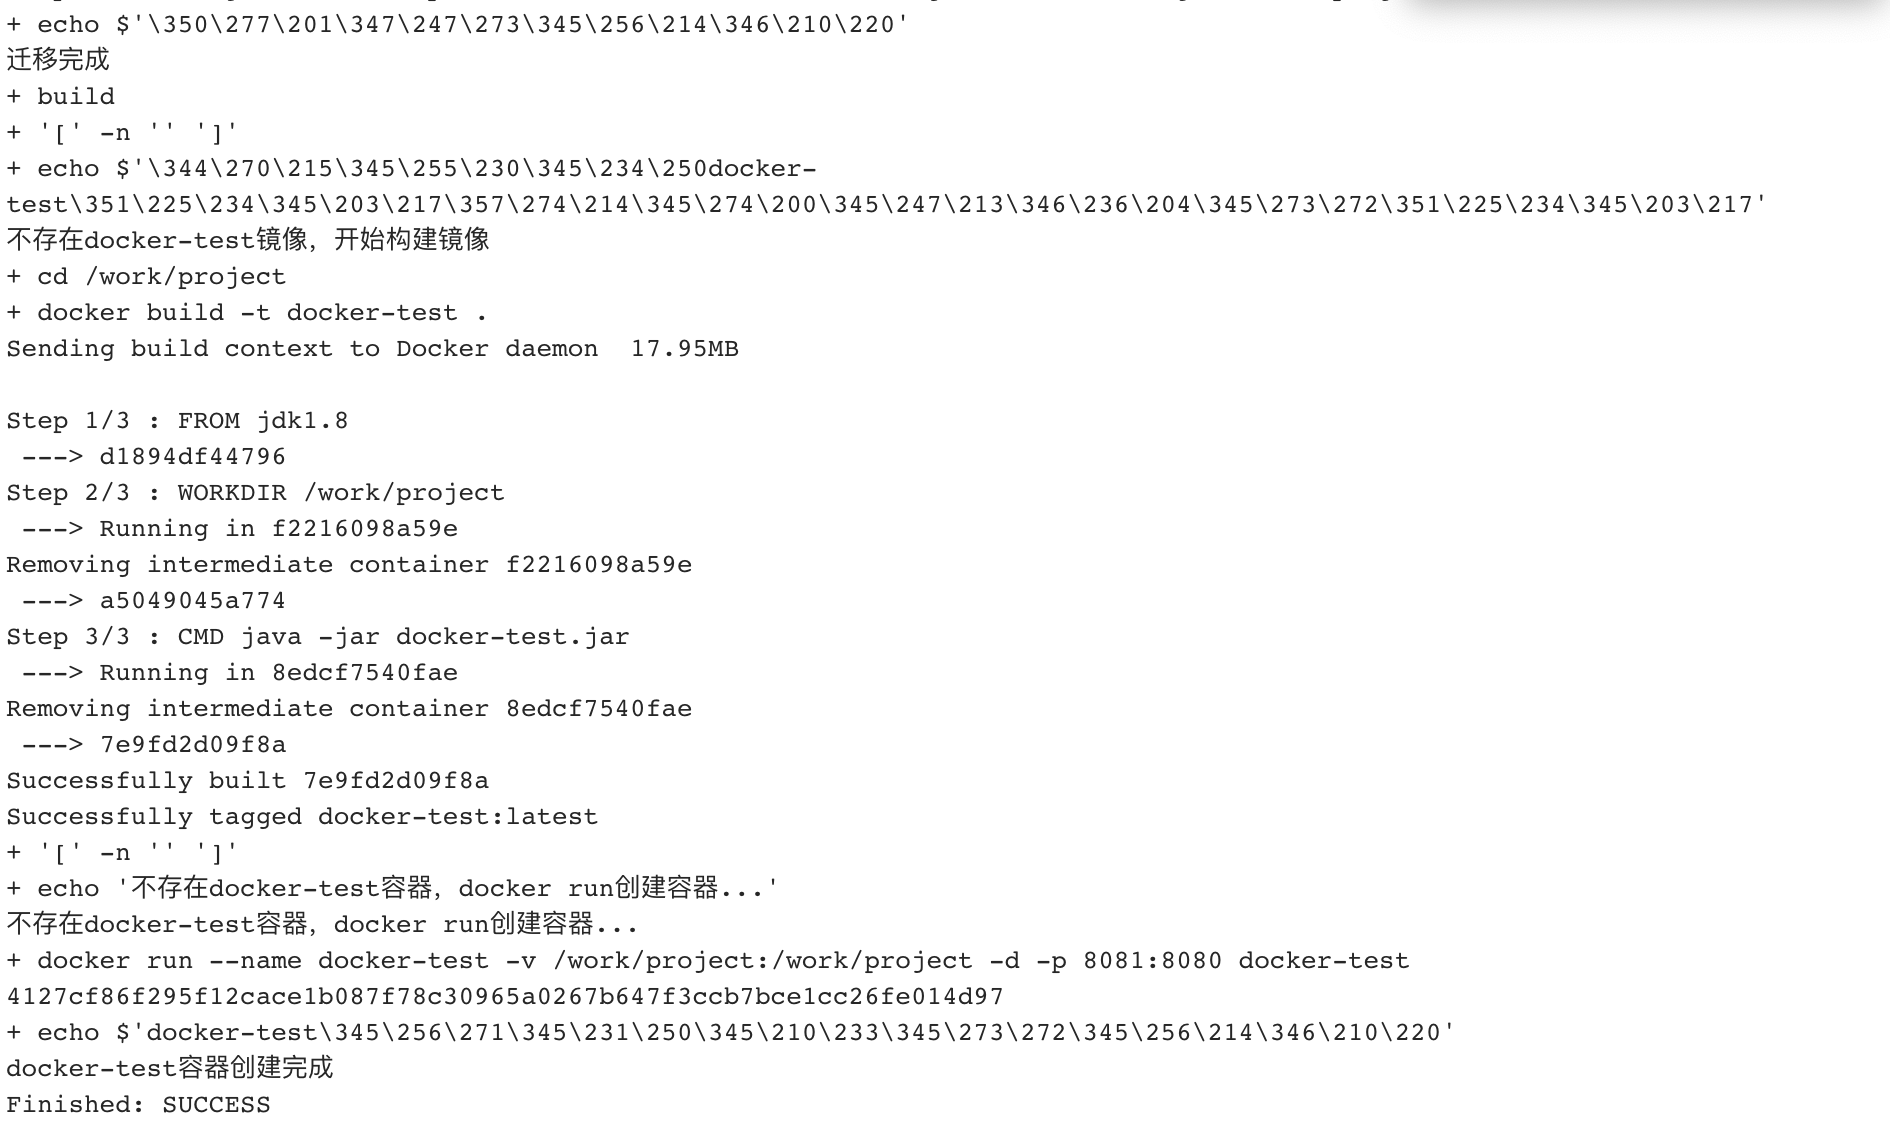 + echo $'\350\277\201\347\247\273\345\256\214\346\210\220'
迁移完成
+ build
+ '[' -n '' ']'
+ echo $'\344\270\215\345\255\230\345\234\250docker-
test\351\225\234\345\203\217\357\274\214\345\274\200\345\247\213\346\236\204\345\273\272\351\225\234\345\203\217'
不存在docker-test镜像，开始构建镜像
+ cd /work/project
+ docker build -t docker-test .
Sending build context to Docker daemon  17.95MB
Step 1/3 : FROM jdk1.8
 ---> d1894df44796
Step 2/3 : WORKDIR /work/project
 ---> Running in f2216098a59e
Removing intermediate container f2216098a59e
 ---> a5049045a774
Step 3/3 : CMD java -jar docker-test.jar
 ---> Running in 8edcf7540fae
Removing intermediate container 8edcf7540fae
 ---> 7e9fd2d09f8a
Successfully built 7e9fd2d09f8a
Successfully tagged docker-test:latest
+ '[' -n '' ']'
+ echo '不存在docker-test容器，docker run创建容器...'
不存在docker-test容器，docker run创建容器...
+ docker run --name docker-test -v /work/project:/work/project -d -p 8081:8080 docker-test
4127cf86f295f12cace1b087f78c30965a0267b647f3ccb7bce1cc26fe014d97
+ echo $'docker-test\345\256\271\345\231\250\345\210\233\345\273\272\345\256\214\346\210\220'
docker-test容器创建完成
Finished: SUCCESS